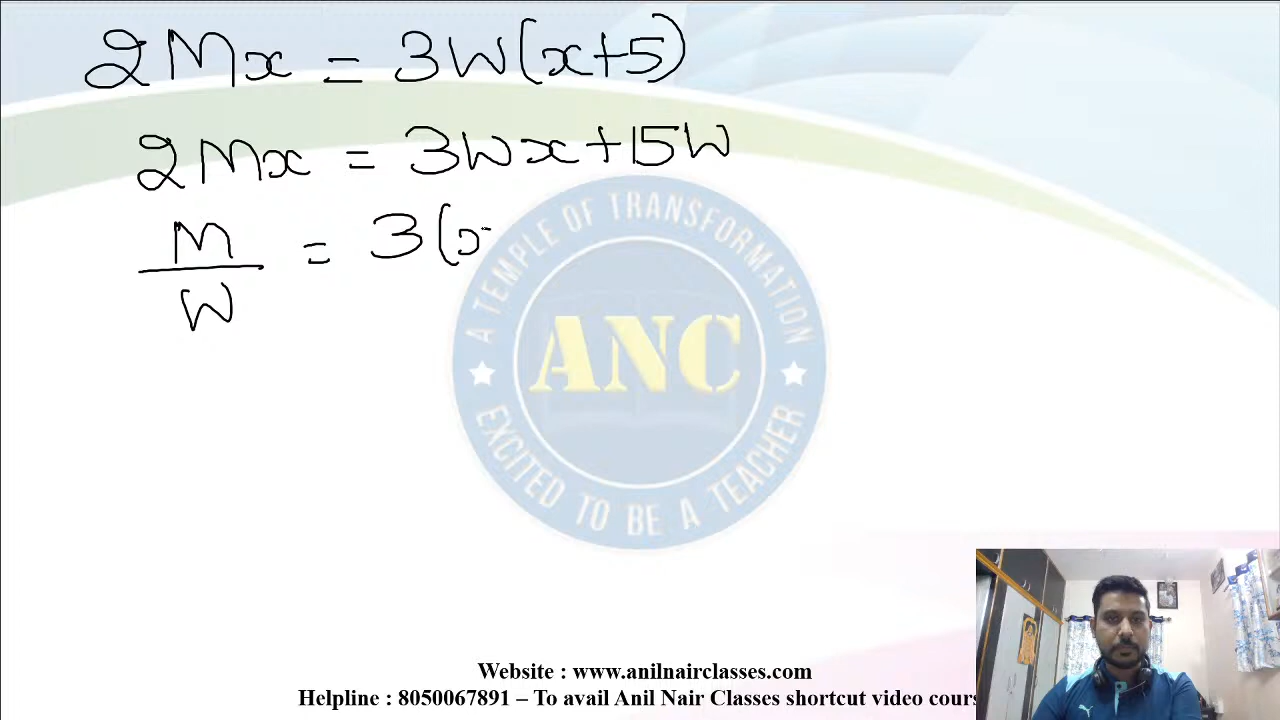 2Mx = 3W(x+5)
2Mx = 3Wx+15W
M/W = 3(x
A TEMPLE OF TRANSFORMATION
ANC
EXCITED TO BE A TEACHER
Website : www.anilnairclasses.com
Helpline : 8050067891 – To avail Anil Nair Classes shortcut video cours